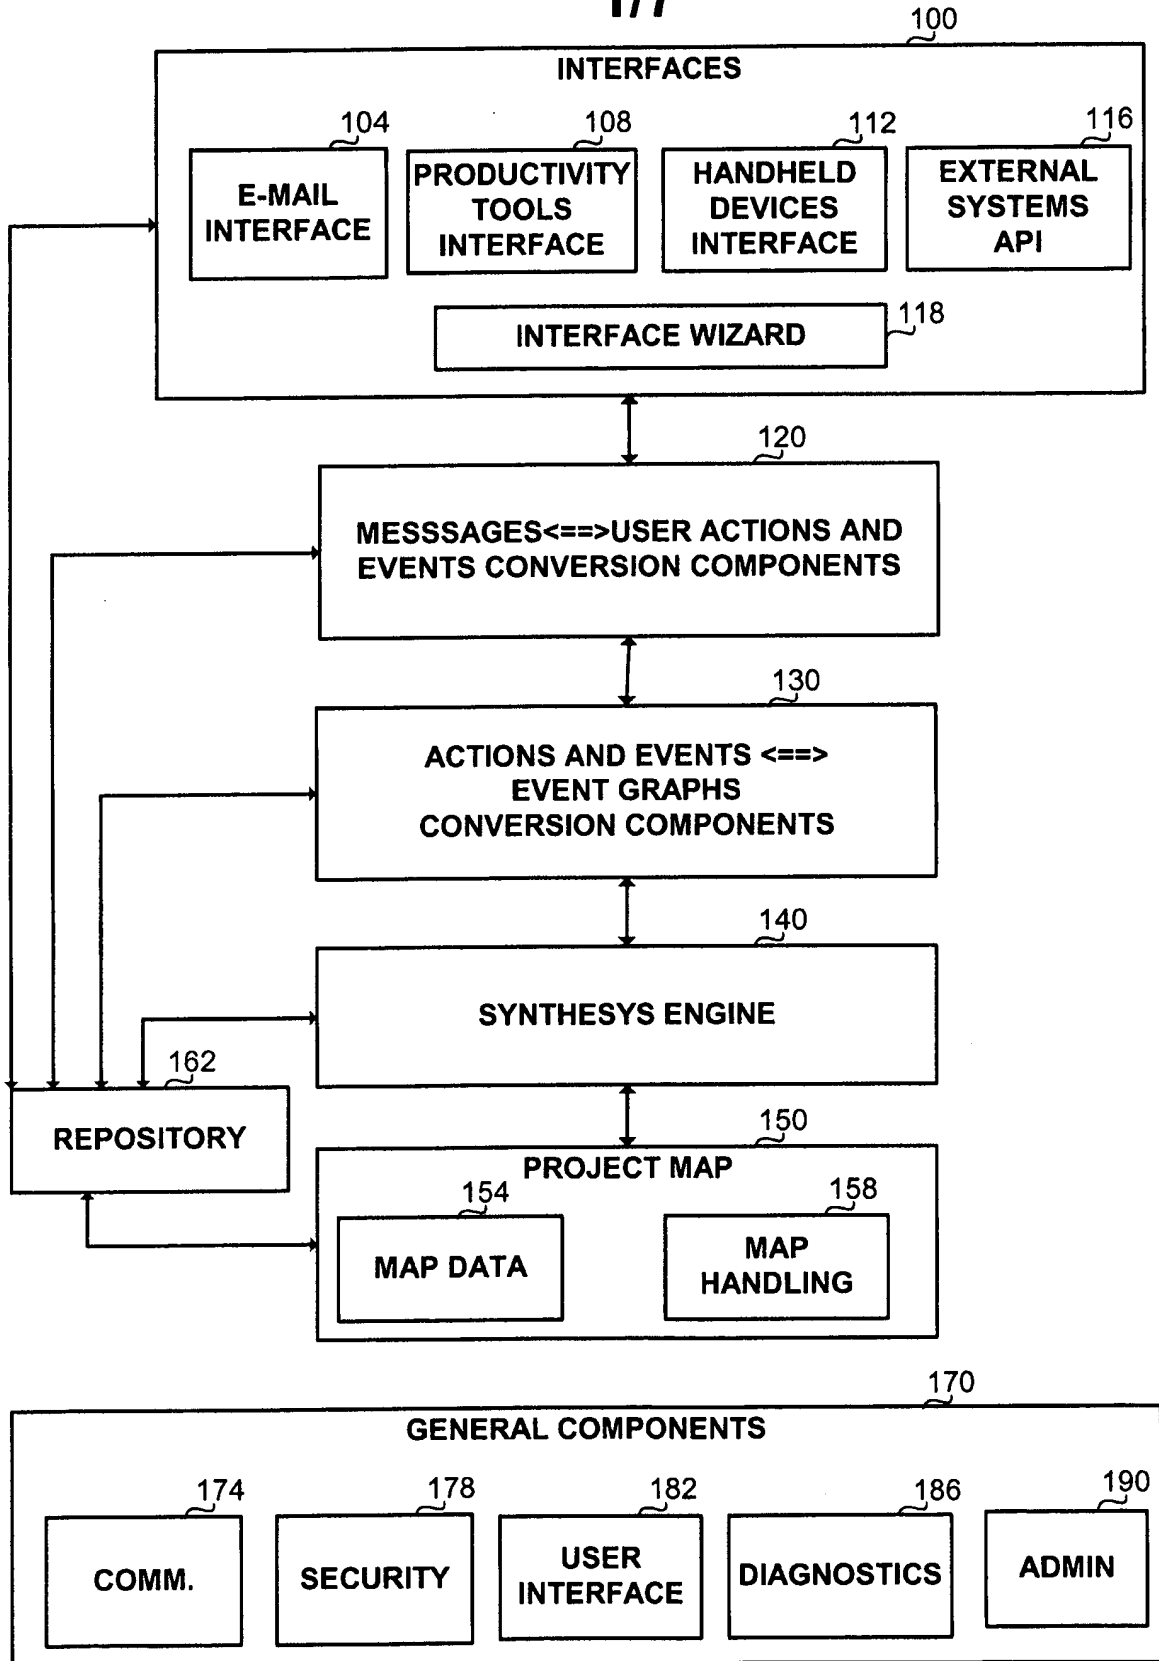 1/7
100
INTERFACES
104
108
112
116
E-MAIL
INTERFACE
PRODUCTIVITY
TOOLS
INTERFACE
HANDHELD
DEVICES
INTERFACE
EXTERNAL
SYSTEMS
API
118
INTERFACE WIZARD
120
MESSSAGES<==>USER ACTIONS AND
EVENTS CONVERSION COMPONENTS
130
ACTIONS AND EVENTS <==>
EVENT GRAPHS
CONVERSION COMPONENTS
140
SYNTHESYS ENGINE
162
REPOSITORY
150
PROJECT MAP
154
158
MAP DATA
MAP
HANDLING
170
GENERAL COMPONENTS
174
178
182
186
190
COMM.
SECURITY
USER
INTERFACE
DIAGNOSTICS
ADMIN